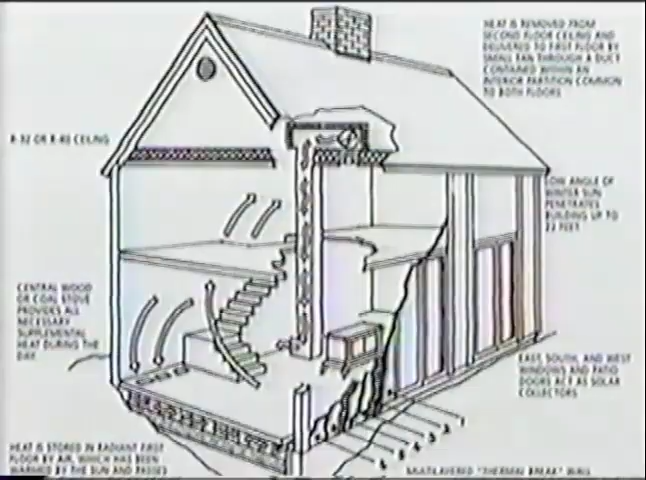 HEAT IS REMOVED FROM
SECOND FLOOR CEILING AND
DELIVERED TO FIRST FLOOR BY
SMALL FAN THROUGH A DUCT
CONTAINED WITHIN AN
INTERIOR PARTITION COMMON
TO BOTH FLOORS
R-32 OR R-40 CEILING
LOW ANGLE OF
WINTER SUN
PENETRATES
BUILDING UP TO
22 FEET
CENTRAL WOOD
OR COAL STOVE
PROVIDES ALL
NECESSARY
SUPPLEMENTAL
HEAT DURING THE
DAY
EAST, SOUTH, AND WEST
WINDOWS AND PATIO
DOORS ACT AS SOLAR
COLLECTORS
HEAT IS STORED IN RADIANT FIRST
FLOOR BY AIR, WHICH HAS BEEN
WARMED BY THE SUN AND PASSES
MULTILAYERED "THERMAL BREAK" WALL